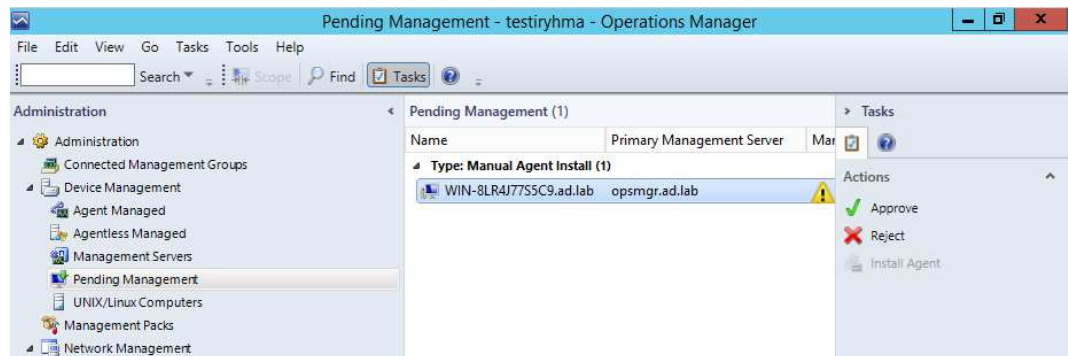 Pending Management - testiryhma - Operations Manager
File Edit View Go Tasks Tools Help
Search Scope Find Tasks
Administration
Administration
Connected Management Groups
Device Management
Agent Managed
Agentless Managed
Management Servers
Pending Management
UNIX/Linux Computers
Management Packs
Network Management
Pending Management (1)
Name Primary Management Server Mar
Type: Manual Agent Install (1)
WIN-8LR4J77S5C9.ad.lab opsmgr.ad.lab
Tasks
Actions
Approve
Reject
Install Agent